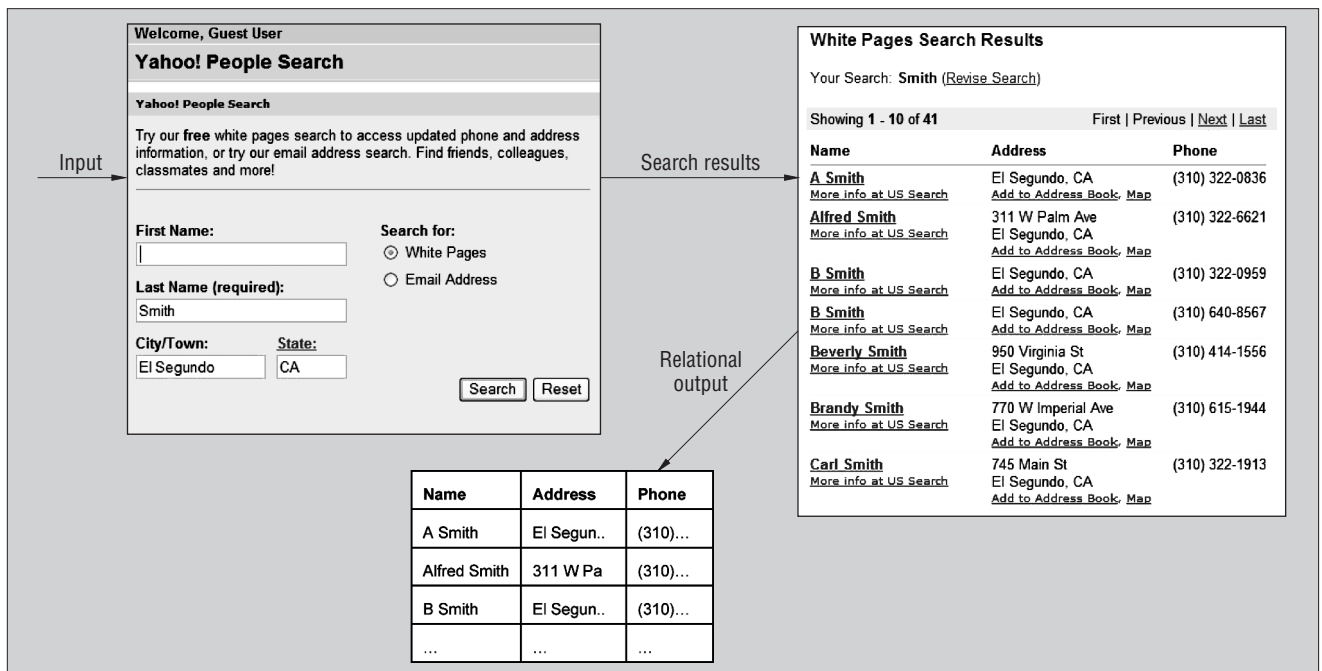 Input
Welcome, Guest User
Yahoo! People Search
Yahoo! People Search
Try our free white pages search to access updated phone and address
information, or try our email address search. Find friends, colleagues,
classmates and more!
First Name:
Search for:
White Pages
Email Address
Last Name (required):
Smith
City/Town: State:
El Segundo CA
Search Reset
Search results
White Pages Search Results
Your Search: Smith (Revise Search)
Showing 1 - 10 of 41 First | Previous | Next | Last
Name Address Phone
A Smith El Segundo, CA (310) 322-0836
More info at US Search Add to Address Book, Map
Alfred Smith 311 W Palm Ave (310) 322-6621
More info at US Search El Segundo, CA
Add to Address Book, Map
B Smith El Segundo, CA (310) 322-0959
More info at US Search Add to Address Book, Map
B Smith El Segundo, CA (310) 640-8567
More info at US Search Add to Address Book, Map
Beverly Smith 950 Virginia St (310) 414-1556
More info at US Search El Segundo, CA
Add to Address Book, Map
Brandy Smith 770 W Imperial Ave (310) 615-1944
More info at US Search El Segundo, CA
Add to Address Book, Map
Carl Smith 745 Main St (310) 322-1913
More info at US Search El Segundo, CA
Add to Address Book, Map
Relational
output
Name Address Phone
A Smith El Segun.. (310)...
Alfred Smith 311 W Pa (310)...
B Smith El Segun.. (310)...
... ... ...